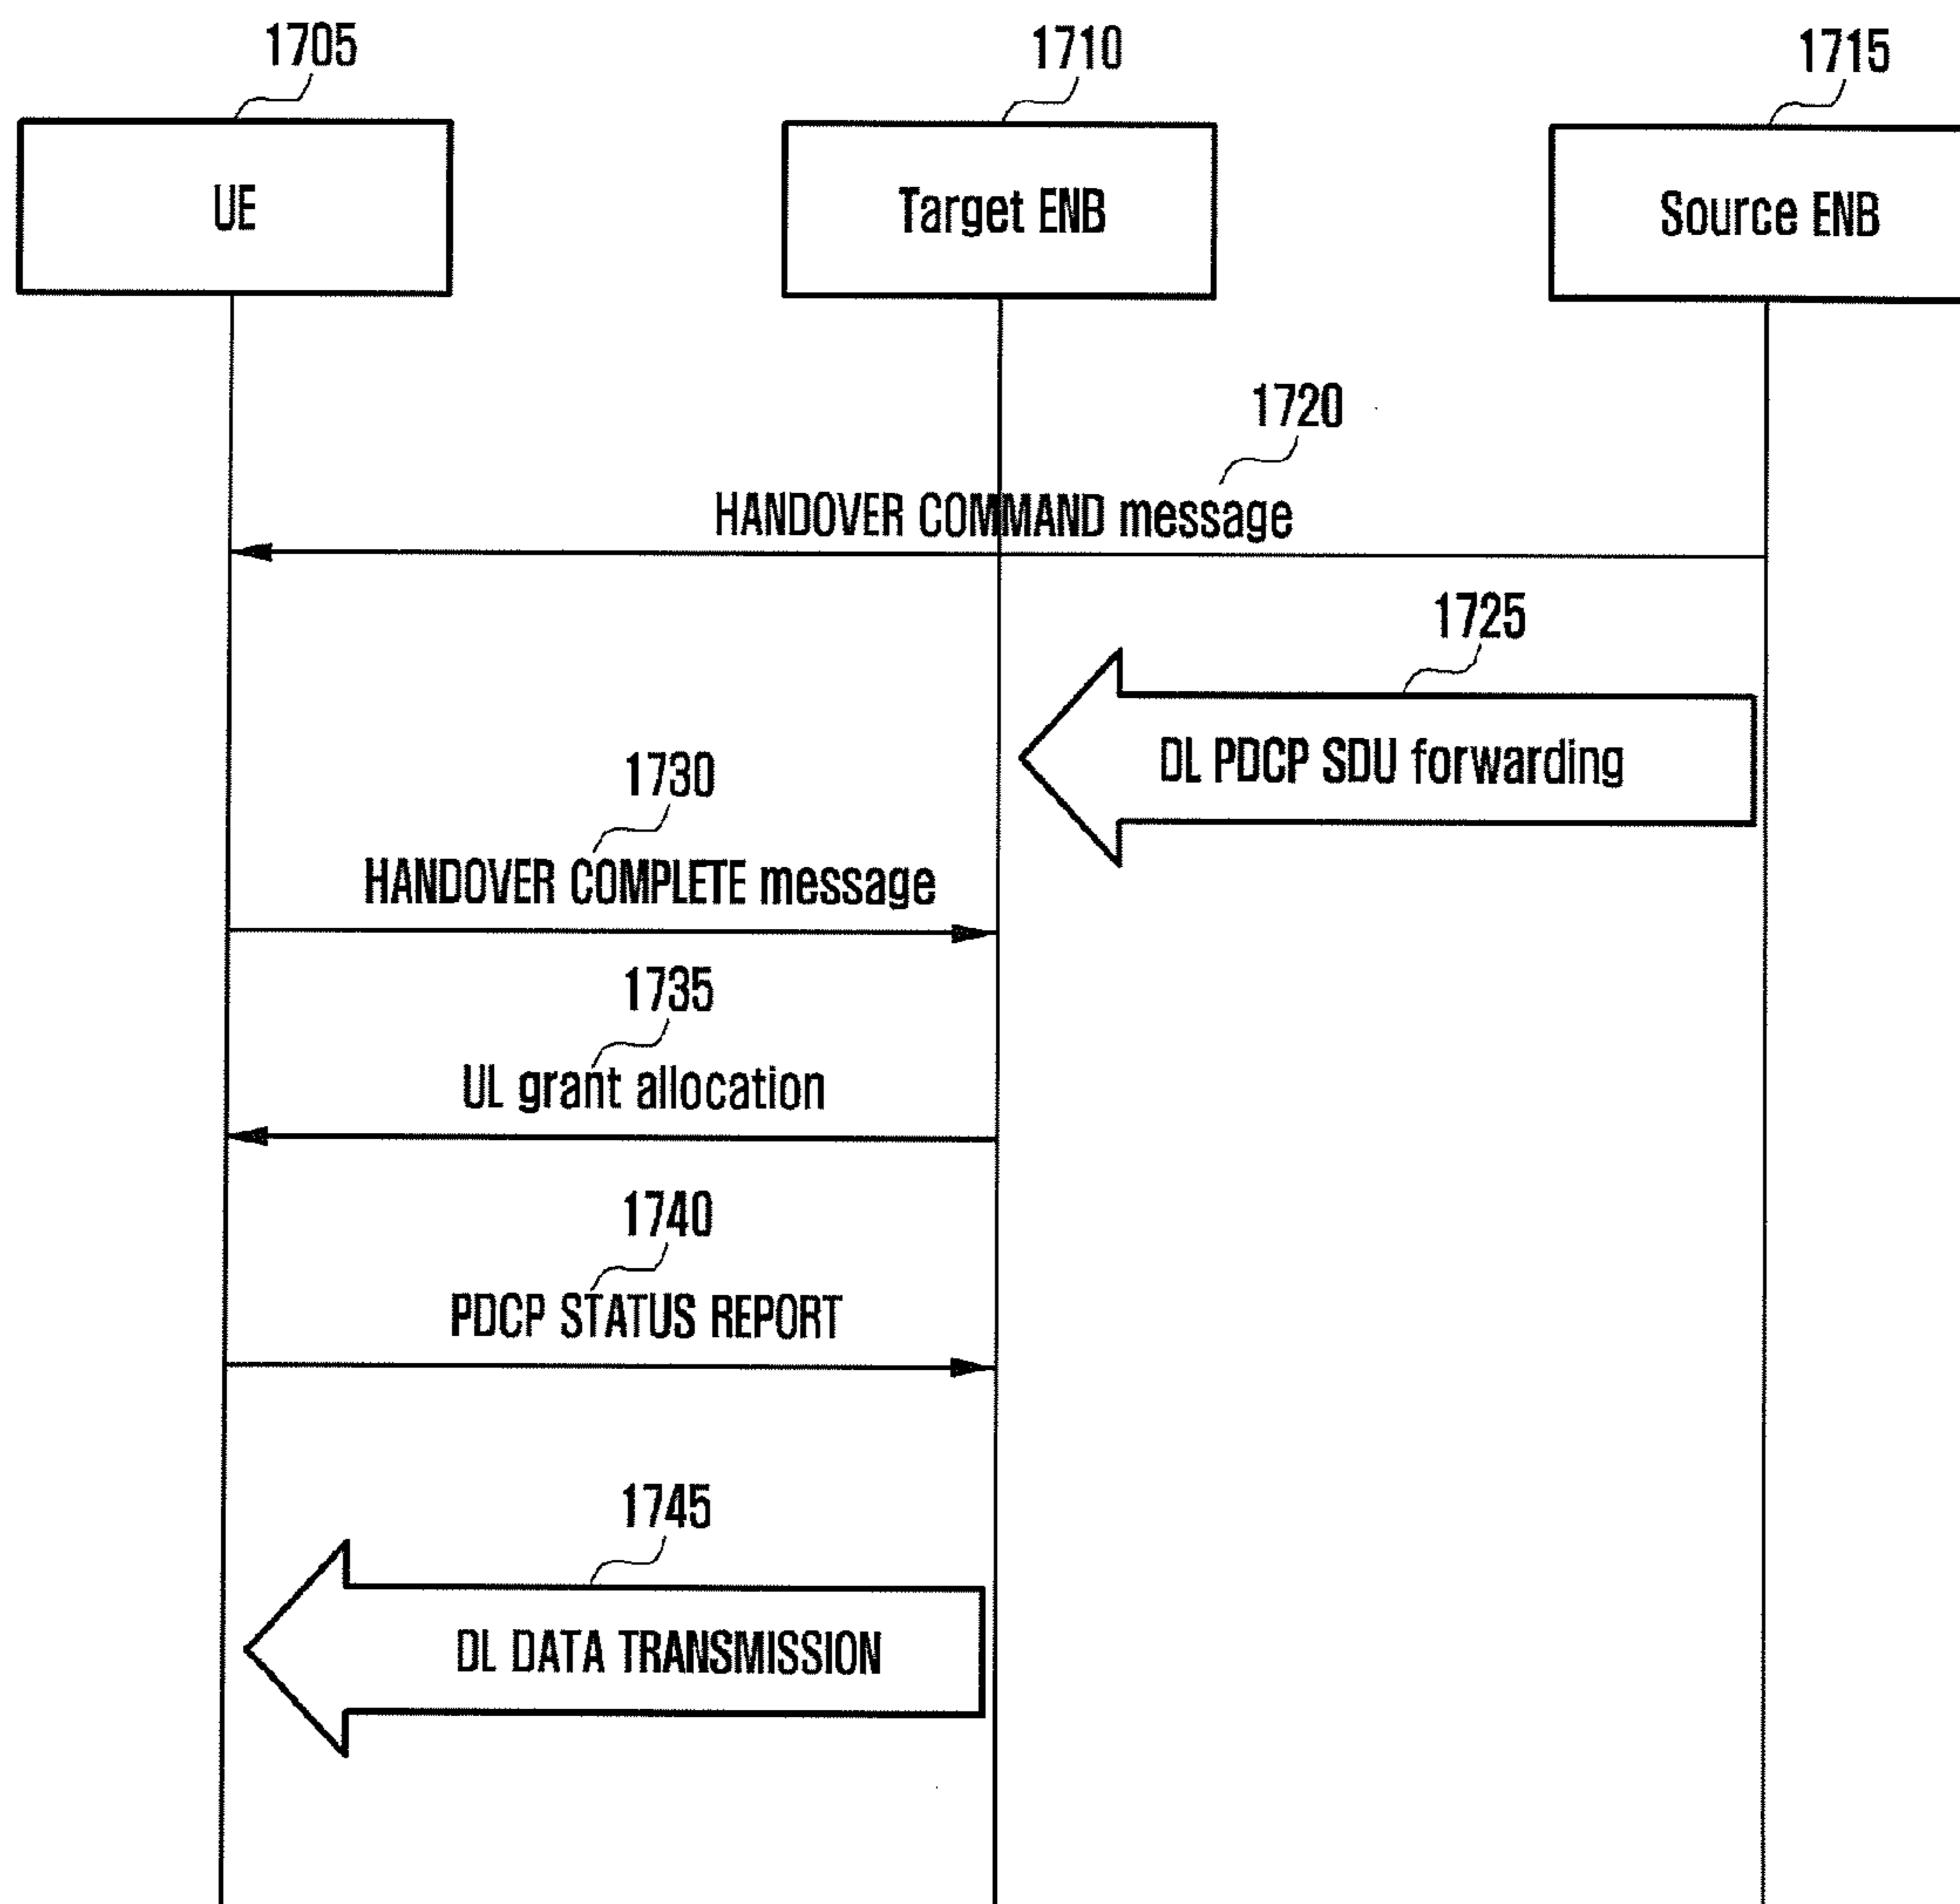 1705
1710
1715
UE
Target ENB
Source ENB
1720
HANDOVER COMMAND message
1725
DL PDCP SDU forwarding
1730
HANDOVER COMPLETE message
1735
UL grant allocation
1740
PDCP STATUS REPORT
1745
DL DATA TRANSMISSION